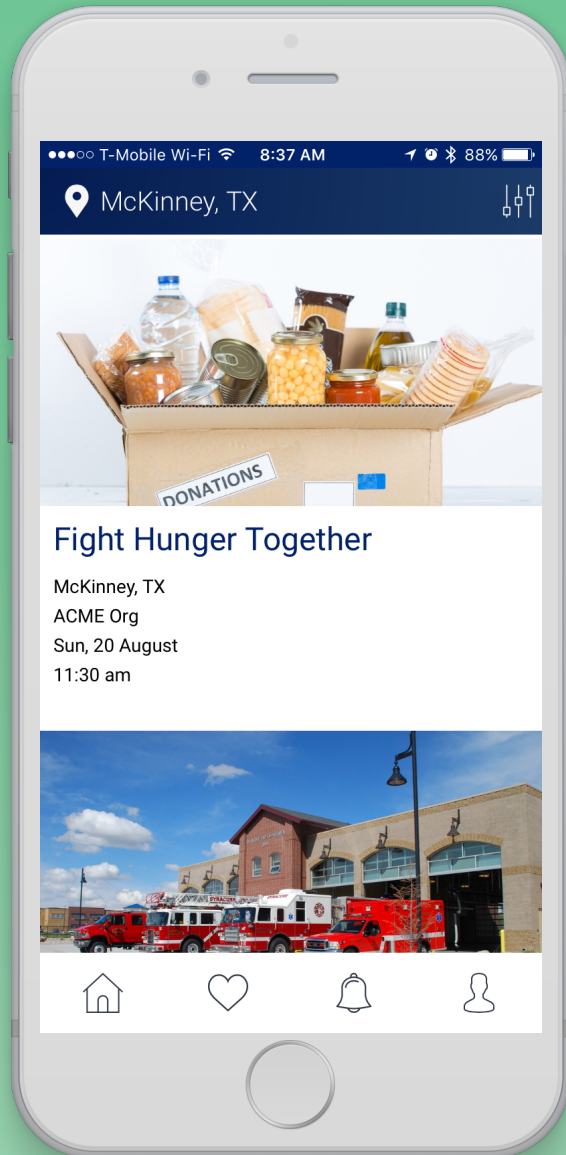 T-Mobile Wi-Fi 8:37 AM 88%
McKinney, TX
DONATIONS
Fight Hunger Together
McKinney, TX
ACME Org
Sun, 20 August
11:30 am
SYRACUSE